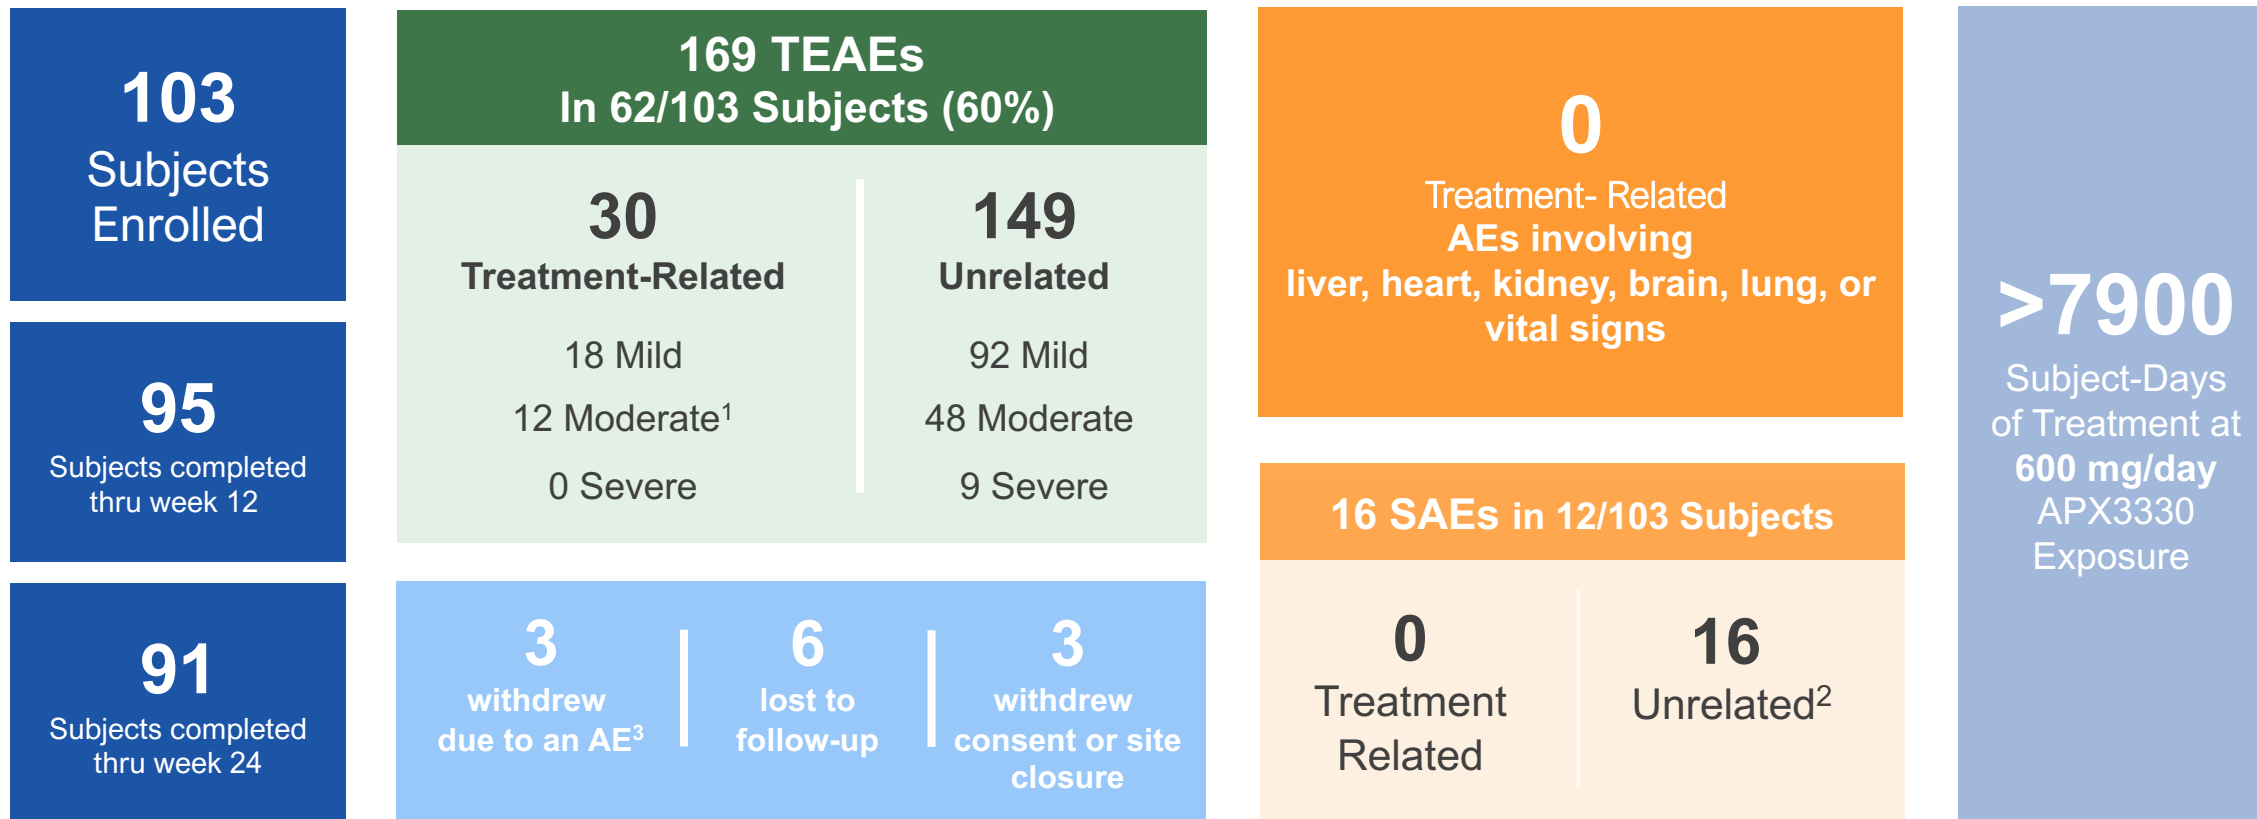 103
Subjects
Enrolled
95
Subjects completed
thru week 12
91
Subjects completed
thru week 24
169 TEAEs
In 62/103 Subjects (60%)
30
Treatment-Related
18 Mild
12 Moderate¹
0 Severe
149
Unrelated
92 Mild
48 Moderate
9 Severe
3
withdrew
due to an AE³
6
lost to
follow-up
3
withdrew
consent or site
closure
0
Treatment- Related
AEs involving
liver, heart, kidney, brain, lung, or
vital signs
16 SAEs in 12/103 Subjects
0
Treatment
Related
16
Unrelated²
>7900
Subject-Days
of Treatment at
600 mg/day
APX3330
Exposure